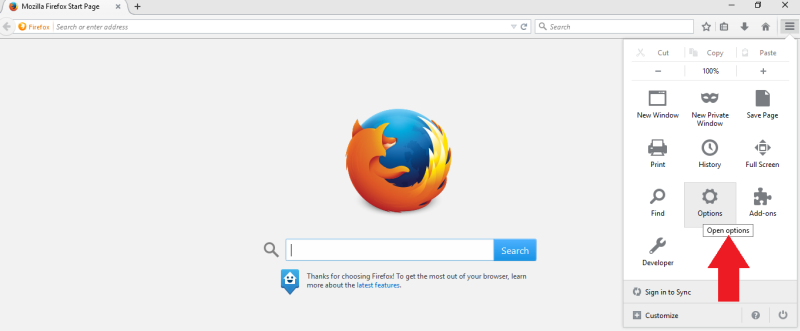 Mozilla Firefox Start Page
Firefox
Search or enter address
Search
Cut
Copy
Paste
100%
New Window
New Private
Window
Save Page
Print
History
Full Screen
Find
Options
Add-ons
Open options
Developer
Search
Thanks for choosing Firefox! To get the most out of your browser, learn
more about the latest features.
Sign in to Sync
Customize